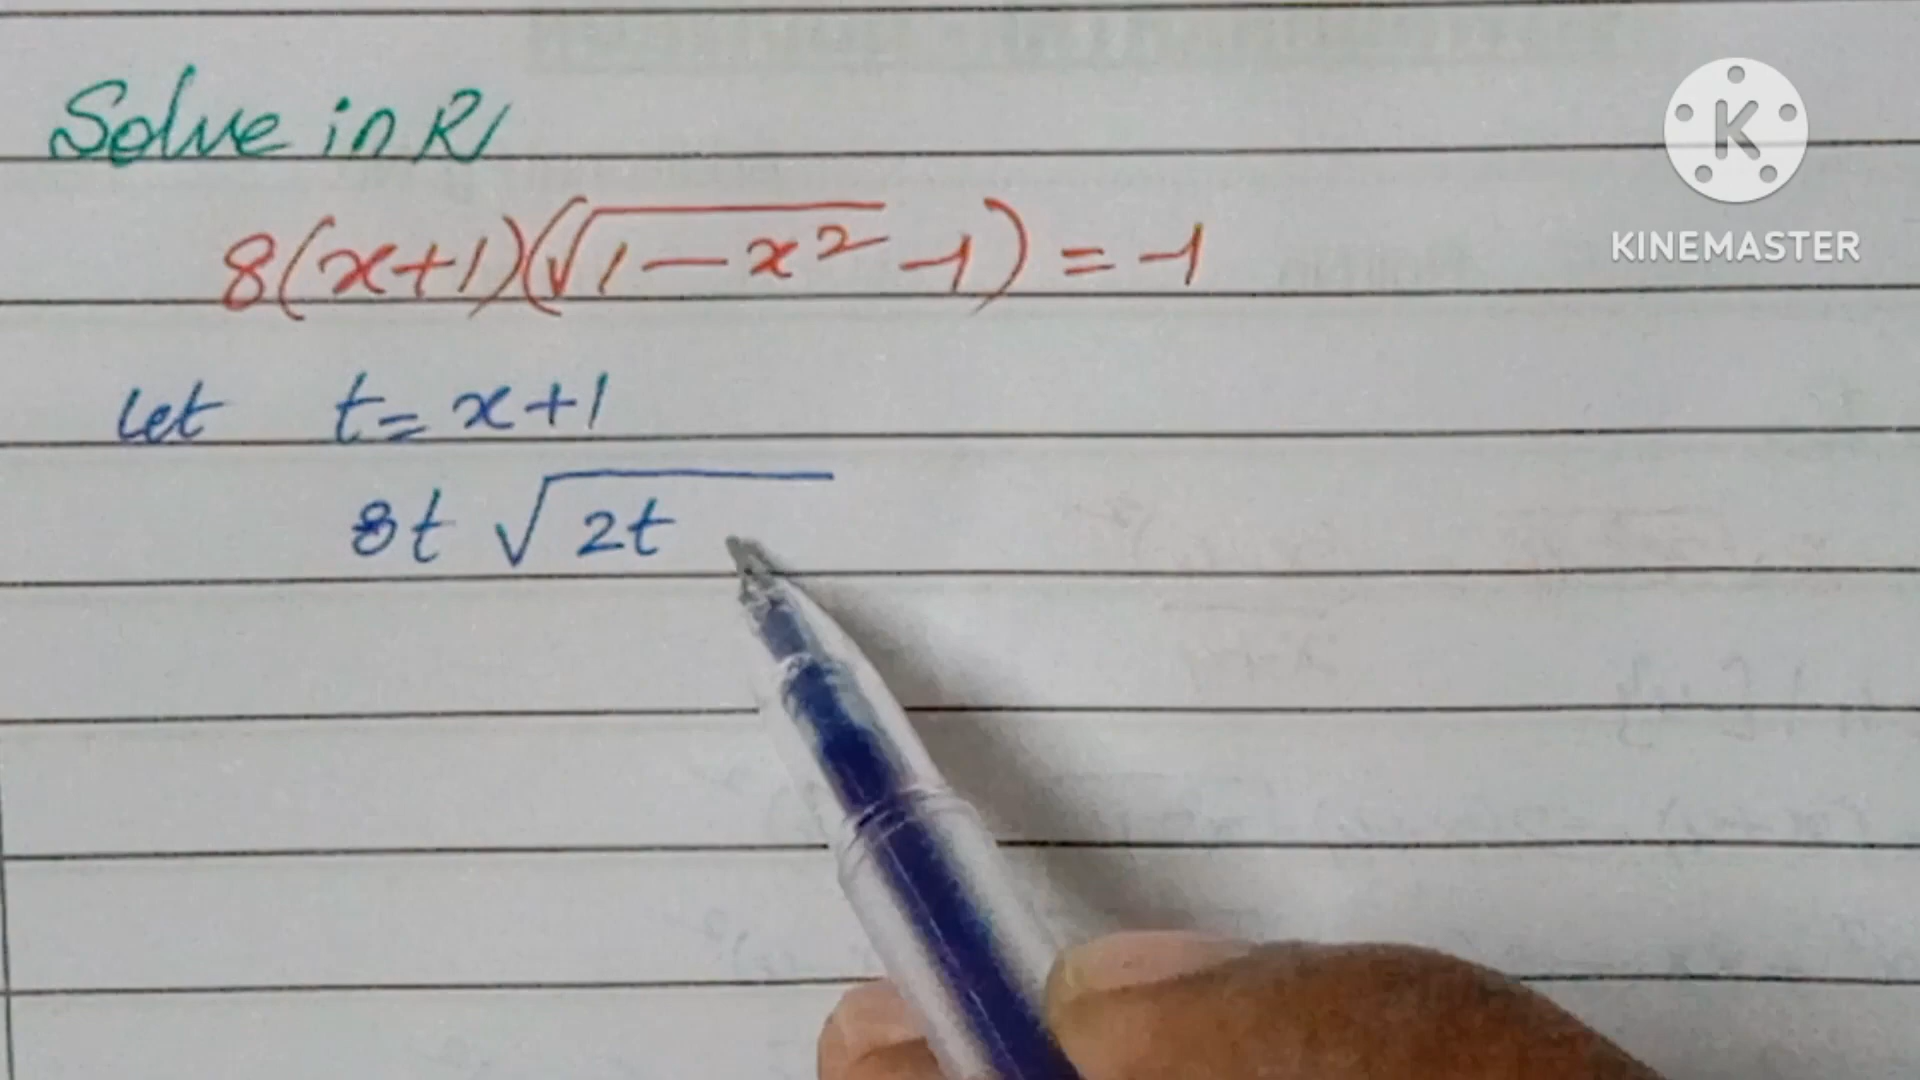 Solve in R
8(x+1)(√1-x² -1) = -1
let t = x+1
8t √2t
K
KINEMASTER